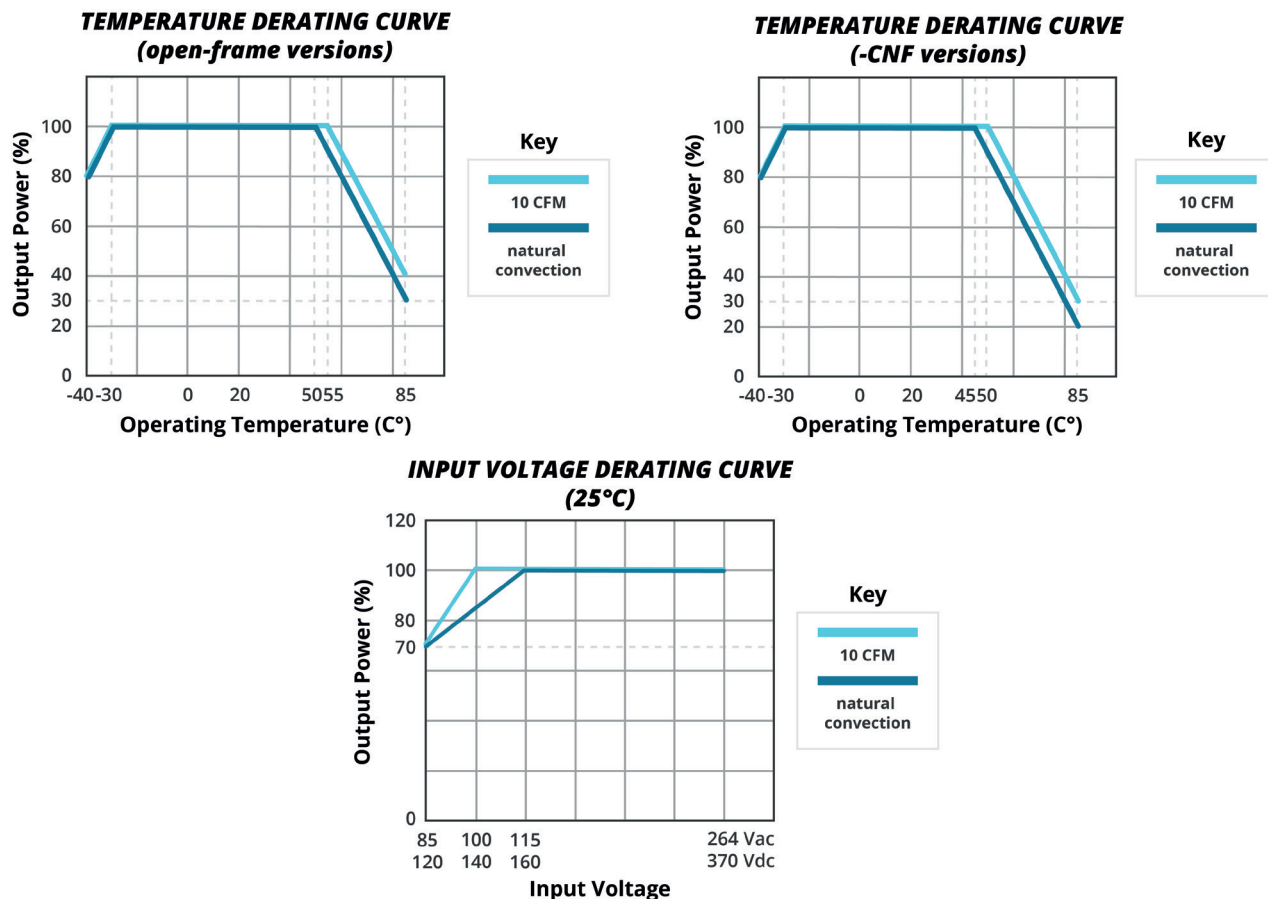 TEMPERATURE DERATING CURVE
(open-frame versions)
Output Power (%)
100
80
60
40
30
20
0
-40 -30 0 20 50 55 85
Operating Temperature (C°)
Key
10 CFM
natural
convection
TEMPERATURE DERATING CURVE
(-CNF versions)
Output Power (%)
100
80
60
40
30
20
0
-40 -30 0 20 45 50 85
Operating Temperature (C°)
Key
10 CFM
natural
convection
INPUT VOLTAGE DERATING CURVE
(25°C)
Output Power (%)
120
100
80
70
0
85 100 115 264 Vac
120 140 160 370 Vdc
Input Voltage
Key
10 CFM
natural
convection